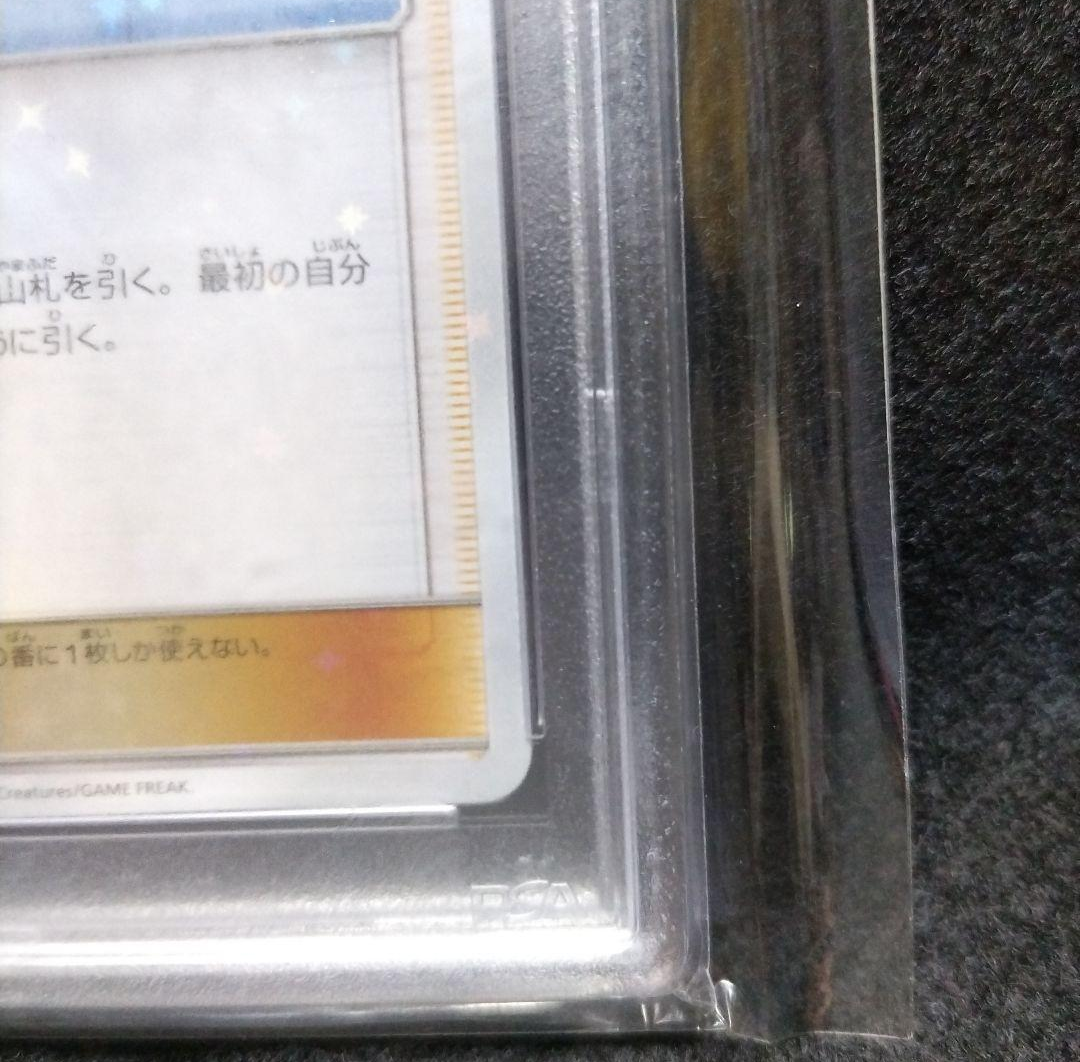 山札を引く。最初の自分
に引く。
の番に1枚しか使えない。
Creatures/GAME FREAK.
PSA